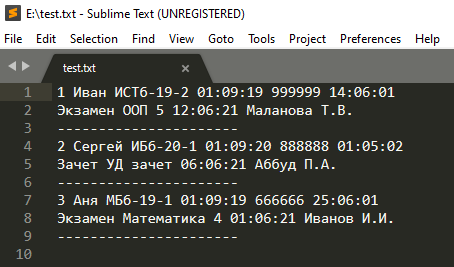 E:\test.txt - Sublime Text (UNREGISTERED)
File Edit Selection Find View Goto Tools Project Preferences Help
test.txt
1 1 Иван ИСТб-19-2 01:09:19 999999 14:06:01
2 Экзамен ООП 5 12:06:21 Маланова Т.В.
3 ----------------------
4 2 Сергей ИБб-20-1 01:09:20 888888 01:05:02
5 Зачет УД зачет 06:06:21 Аббуд П.А.
6 ----------------------
7 3 Аня МБб-19-1 01:09:19 666666 25:06:01
8 Экзамен Математика 4 01:06:21 Иванов И.И.
9 ----------------------
10